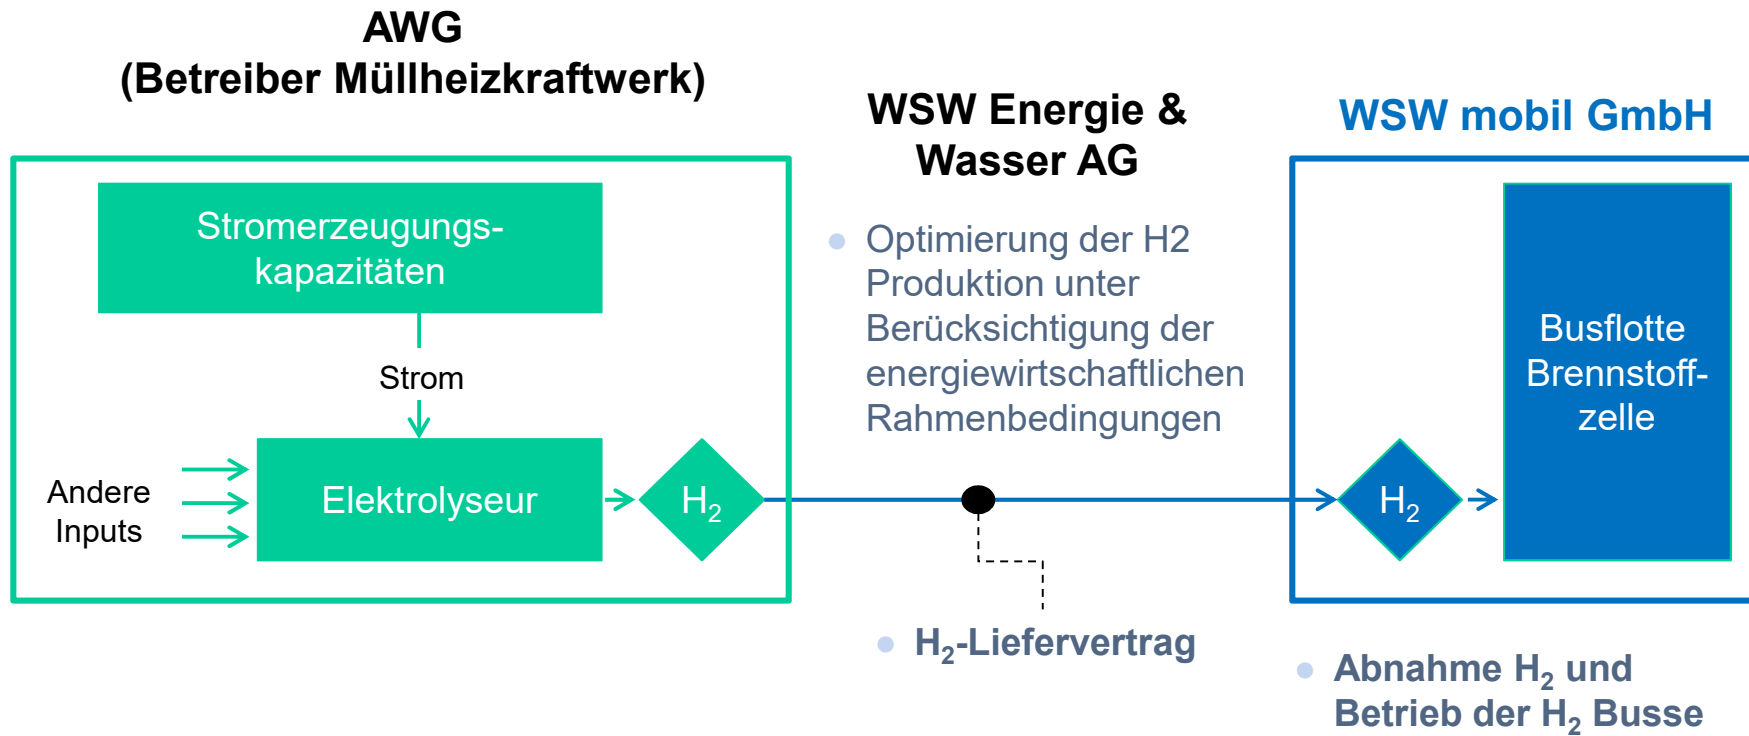 AWG
(Betreiber Müllheizkraftwerk)
Stromerzeugungs-
kapazitäten
Strom
Andere
Inputs
Elektrolyseur
H₂
WSW Energie &
Wasser AG
Optimierung der H2
Produktion unter
Berücksichtigung der
energiewirtschaftlichen
Rahmenbedingungen
H₂-Liefervertrag
WSW mobil GmbH
H₂
Busflotte
Brennstoff-
zelle
Abnahme H₂ und
Betrieb der H₂ Busse